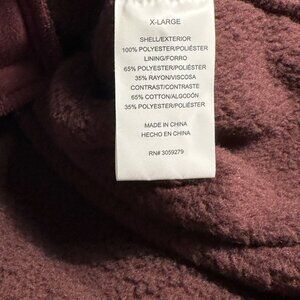 X-LARGE
SHELL/EXTERIOR
100% POLYESTER/POLIÉSTER
LINING/FORRO
65% POLYESTER/POLIÉSTER
35% RAYON/VISCOSA
CONTRAST/CONTRASTE
65% COTTON/ALGODÓN
35% POLYESTER/POLIÉSTER
MADE IN CHINA
HECHO EN CHINA
RN# 3059279